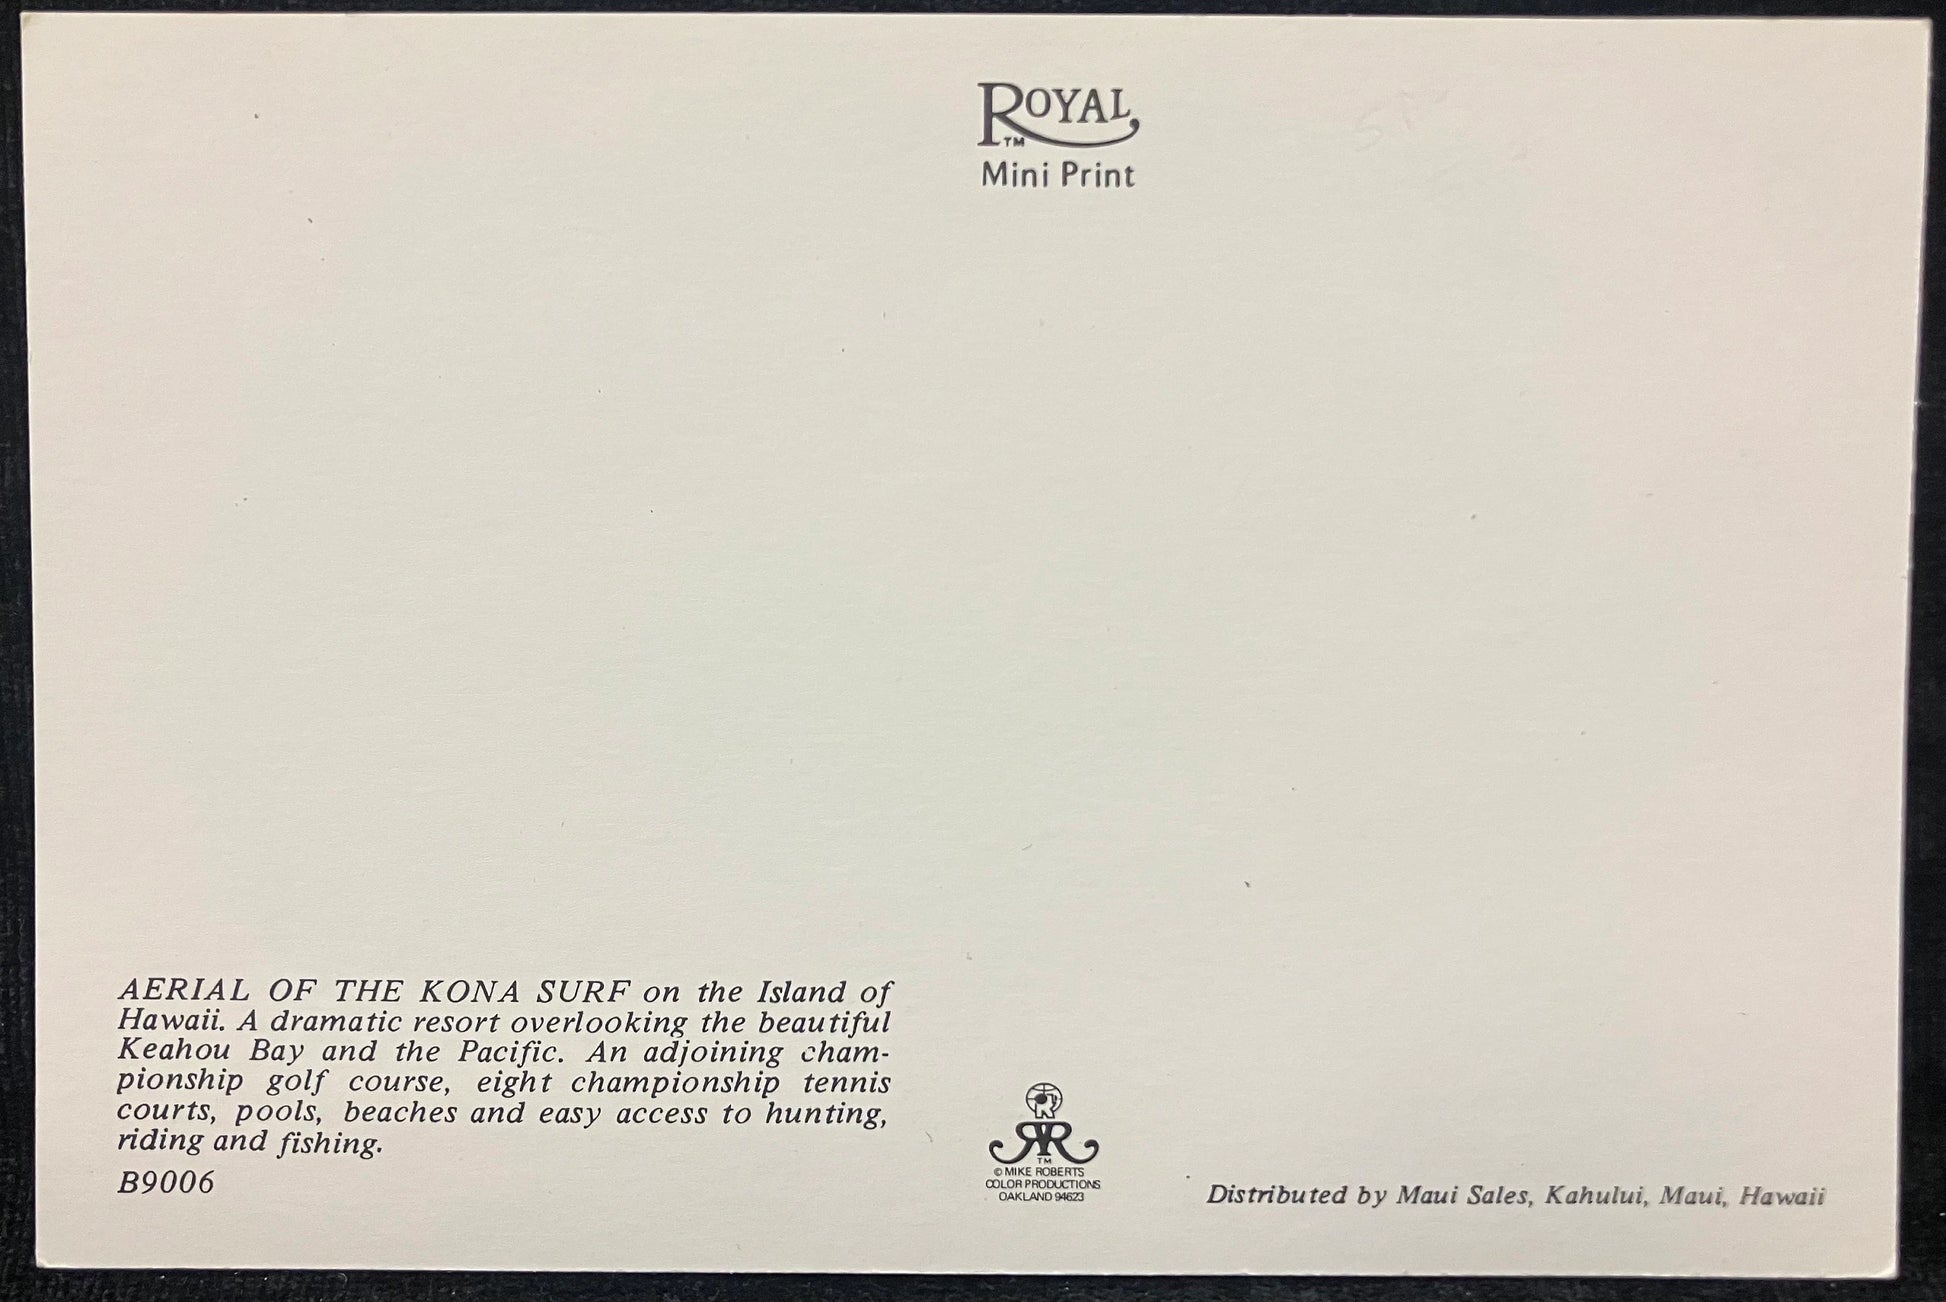 ROYAL
TM
Mini Print
AERIAL OF THE KONA SURF on the Island of
Hawaii. A dramatic resort overlooking the beautiful
Keahou Bay and the Pacific. An adjoining cham-
pionship golf course, eight championship tennis
courts, pools, beaches and easy access to hunting,
riding and fishing.
B9006
TM
© MIKE ROBERTS
COLOR PRODUCTIONS
OAKLAND 94623
Distributed by Maui Sales, Kahului, Maui, Hawaii